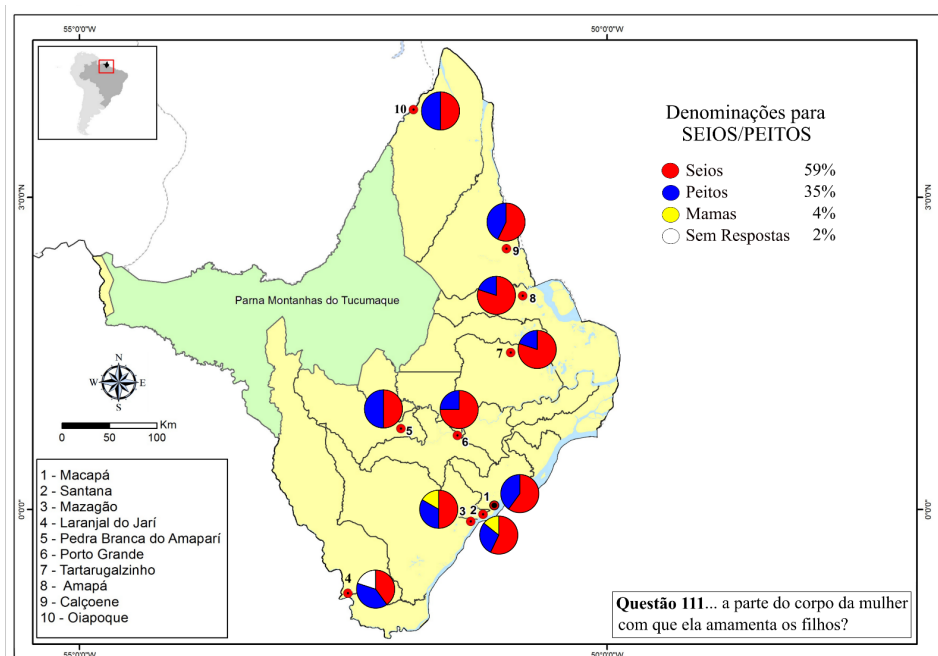 55°0'0"W
50°0'0"W
10
Denominações para
SEIOS/PEITOS
Seios 59%
Peitos 35%
Mamas 4%
Sem Respostas 2%
3°0'0"N
3°0'0"N
9
Parna Montanhas do Tucumaque
8
7
N
W E
S
Km
0 50 100
5
6
1 - Macapá
2 - Santana
3 - Mazagão
4 - Laranjal do Jarí
5 - Pedra Branca do Amaparí
6 - Porto Grande
7 - Tartarugalzinho
8 - Amapá
9 - Calçoene
10 - Oiapoque
1
2
3
0°0'0"
0°0'0"
4
Questão 111... a parte do corpo da mulher
com que ela amamenta os filhos?
55°0'0"W
50°0'0"W